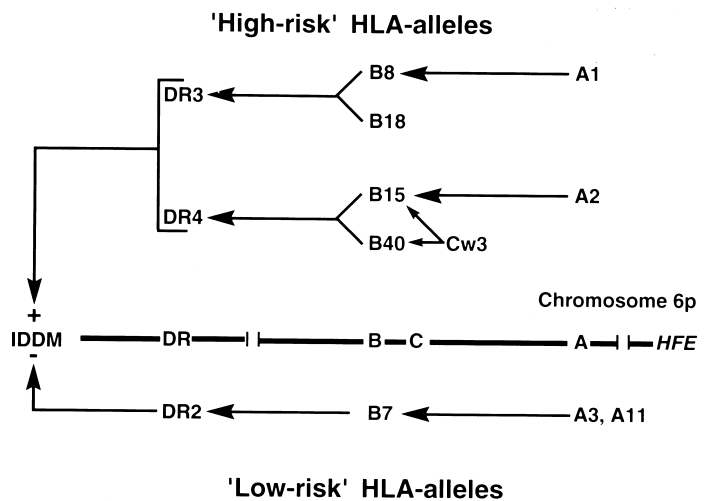 'High-risk' HLA-alleles
B8 A1
DR3
B18
B15 A2
DR4
B40 Cw3
Chromosome 6p
+
IDDM DR B C A HFE
-
DR2 B7 A3, A11
'Low-risk' HLA-alleles